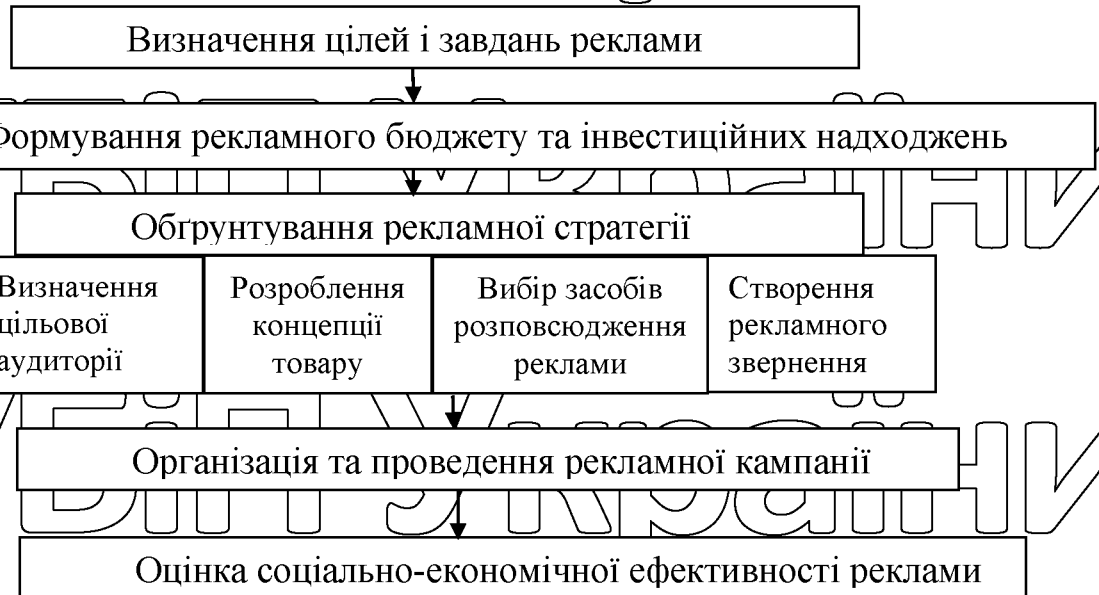 Визначення цілей і завдань реклами
Формування рекламного бюджету та інвестиційних надходжень
Обґрунтування рекламної стратегії
Визначення
цільової
аудиторії
Розроблення
концепції
товару
Вибір засобів
розповсюдження
реклами
Створення
рекламного
звернення
Організація та проведення рекламної кампанії
Оцінка соціально-економічної ефективності реклами